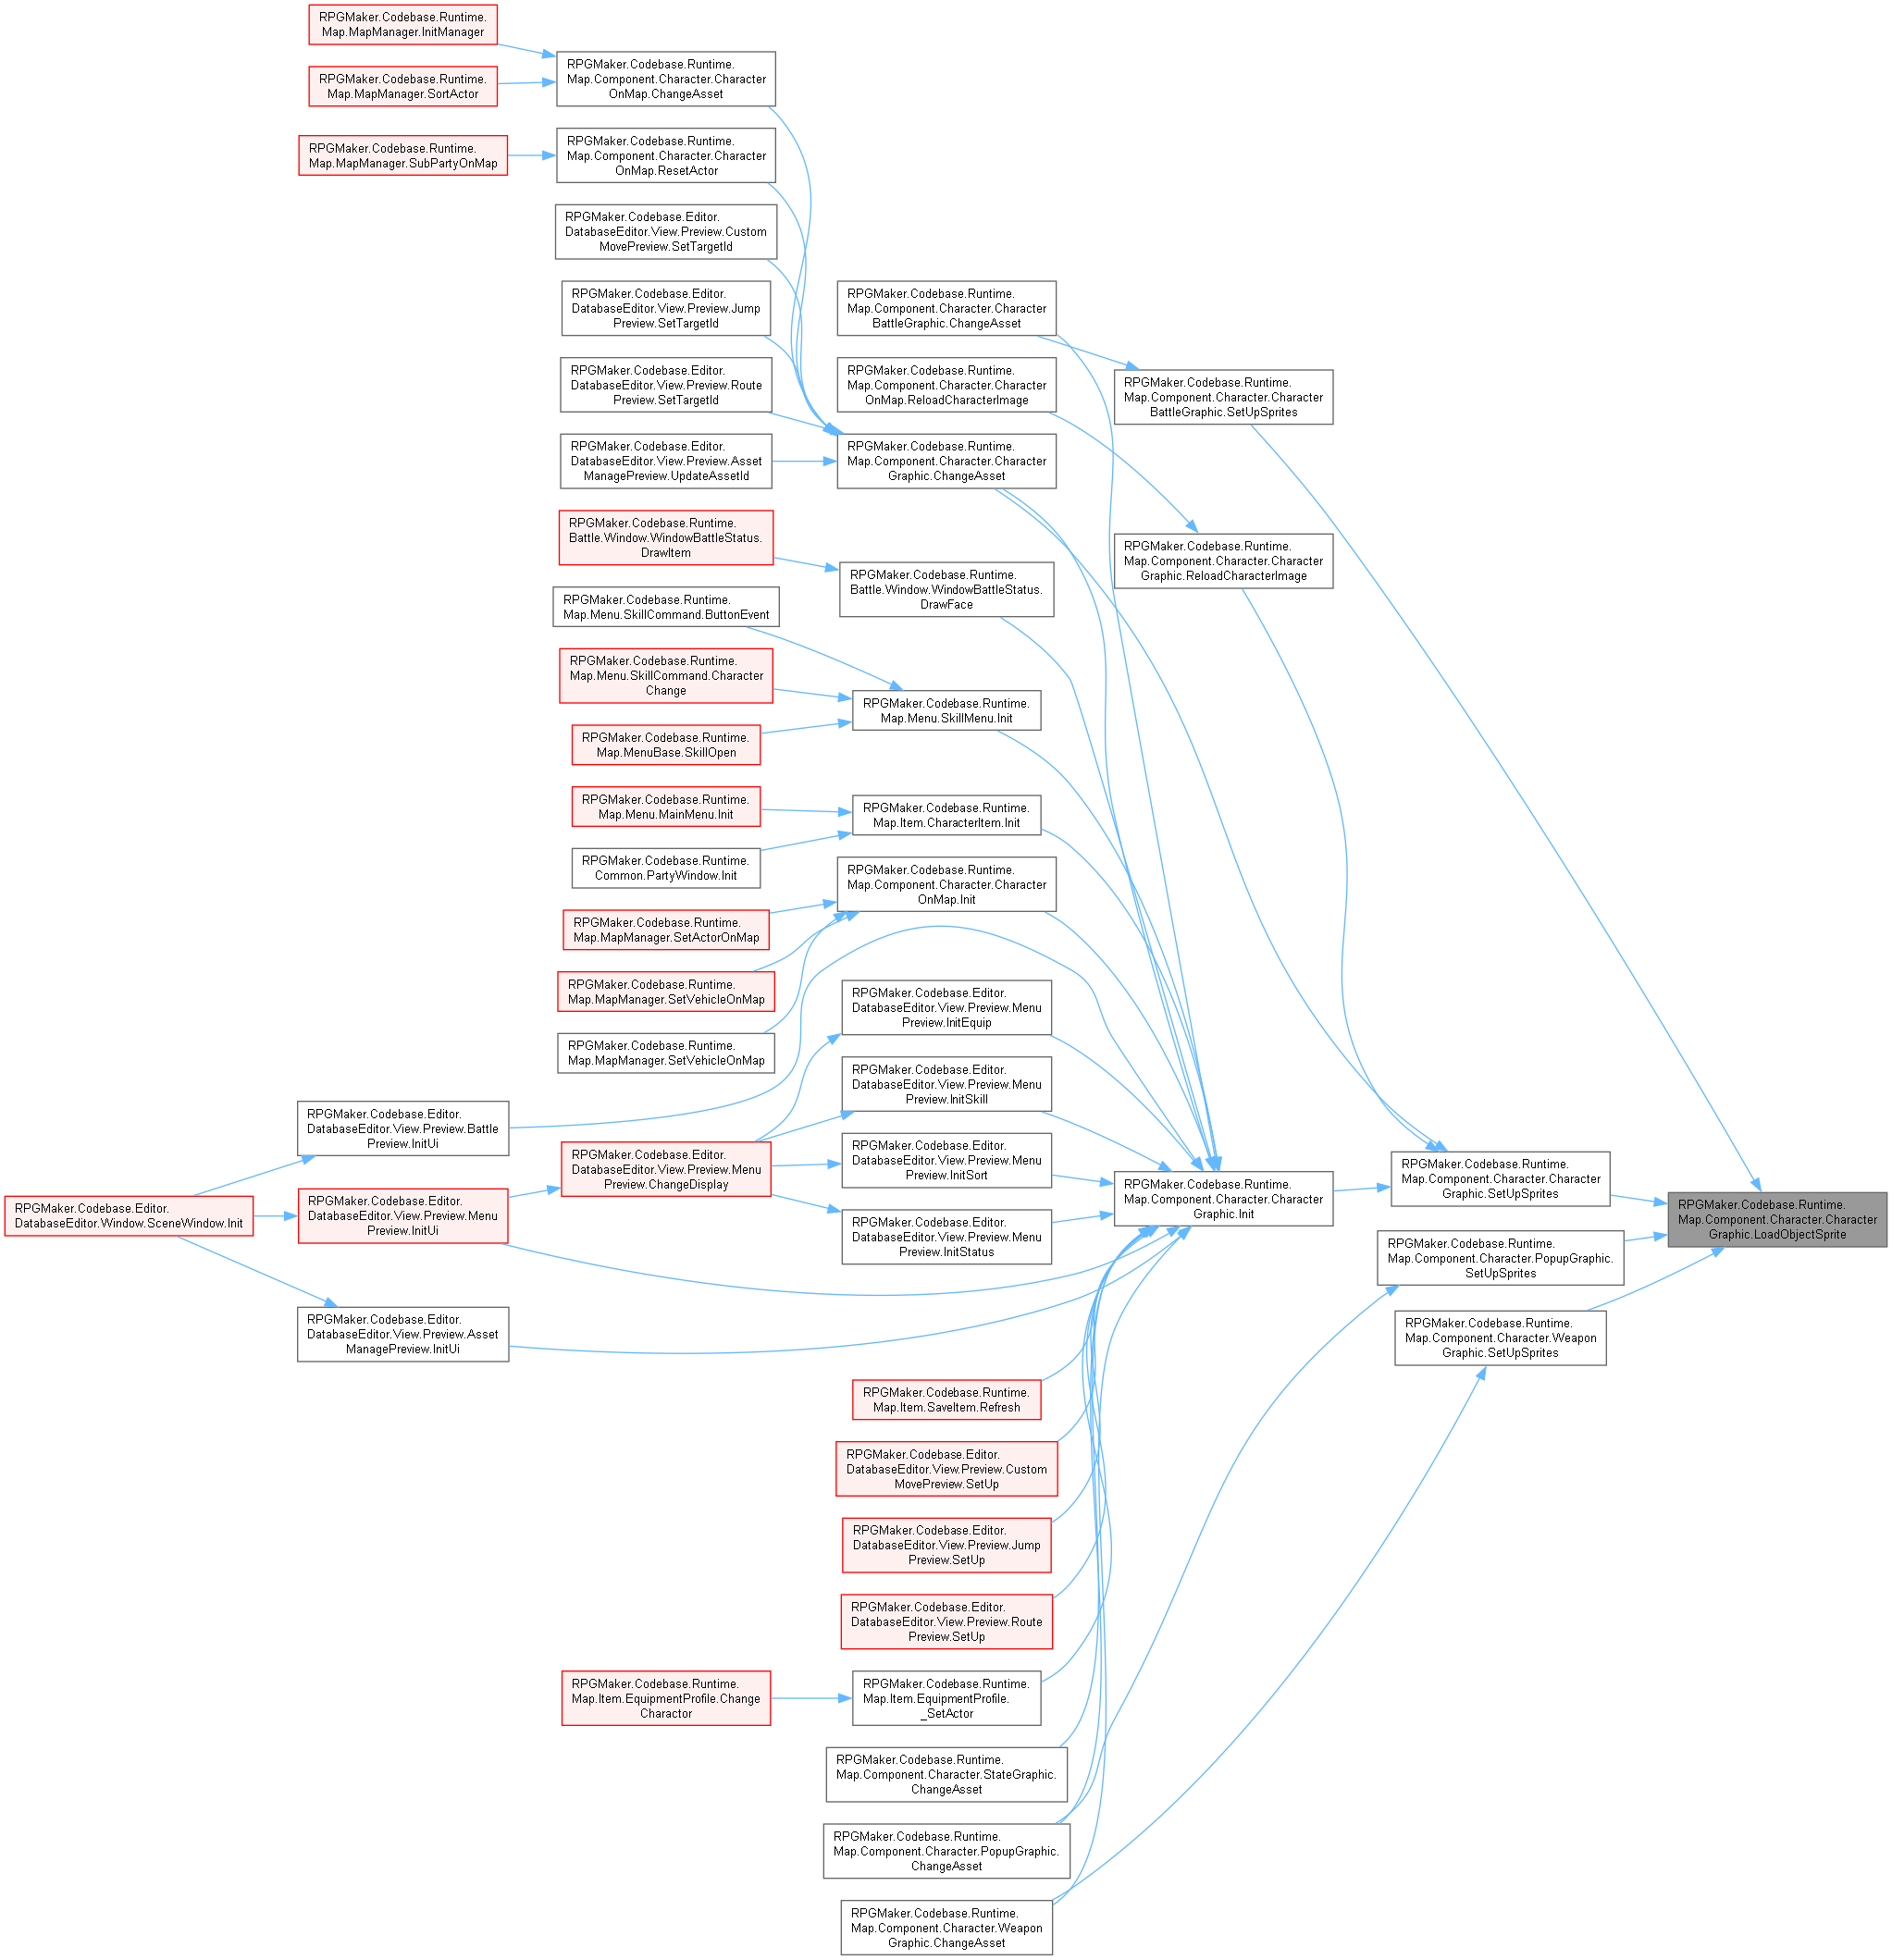 RPGMaker.Codebase.Runtime.
Map.MapManager.InitManager
RPGMaker.Codebase.Runtime.
Map.MapManager.SortActor
RPGMaker.Codebase.Runtime.
Map.MapManager.SubPartyOnMap
RPGMaker.Codebase.Runtime.
Map.Component.Character.Character
OnMap.ChangeAsset
RPGMaker.Codebase.Runtime.
Map.Component.Character.Character
OnMap.ResetActor
RPGMaker.Codebase.Editor.
DatabaseEditor.View.Preview.Custom
MovePreview.SetTargetId
RPGMaker.Codebase.Editor.
DatabaseEditor.View.Preview.Jump
Preview.SetTargetId
RPGMaker.Codebase.Editor.
DatabaseEditor.View.Preview.Route
Preview.SetTargetId
RPGMaker.Codebase.Editor.
DatabaseEditor.View.Preview.Asset
ManagePreview.UpdateAssetId
RPGMaker.Codebase.Runtime.
Battle.Window.WindowBattleStatus.
DrawItem
RPGMaker.Codebase.Runtime.
Map.Menu.SkillCommand.ButtonEvent
RPGMaker.Codebase.Runtime.
Map.Menu.SkillCommand.Character
Change
RPGMaker.Codebase.Runtime.
Map.MenuBase.SkillOpen
RPGMaker.Codebase.Runtime.
Map.Menu.MainMenu.Init
RPGMaker.Codebase.Runtime.
Common.PartyWindow.Init
RPGMaker.Codebase.Runtime.
Map.MapManager.SetActorOnMap
RPGMaker.Codebase.Runtime.
Map.MapManager.SetVehicleOnMap
RPGMaker.Codebase.Runtime.
Map.MapManager.SetVehicleOnMap
RPGMaker.Codebase.Editor.
DatabaseEditor.View.Preview.Battle
Preview.InitUi
RPGMaker.Codebase.Editor.
DatabaseEditor.View.Preview.Menu
Preview.ChangeDisplay
RPGMaker.Codebase.Editor.
DatabaseEditor.Window.SceneWindow.Init
RPGMaker.Codebase.Editor.
DatabaseEditor.View.Preview.Menu
Preview.InitUi
RPGMaker.Codebase.Editor.
DatabaseEditor.View.Preview.Asset
ManagePreview.InitUi
RPGMaker.Codebase.Runtime.
Map.Item.EquipmentProfile.Change
Charactor
RPGMaker.Codebase.Runtime.
Map.Component.Character.Character
BattleGraphic.ChangeAsset
RPGMaker.Codebase.Runtime.
Map.Component.Character.Character
OnMap.ReloadCharacterImage
RPGMaker.Codebase.Runtime.
Map.Component.Character.Character
Graphic.ChangeAsset
RPGMaker.Codebase.Runtime.
Battle.Window.WindowBattleStatus.
DrawFace
RPGMaker.Codebase.Runtime.
Map.Menu.SkillMenu.Init
RPGMaker.Codebase.Runtime.
Map.Item.CharacterItem.Init
RPGMaker.Codebase.Runtime.
Map.Component.Character.Character
OnMap.Init
RPGMaker.Codebase.Editor.
DatabaseEditor.View.Preview.Menu
Preview.InitEquip
RPGMaker.Codebase.Editor.
DatabaseEditor.View.Preview.Menu
Preview.InitSkill
RPGMaker.Codebase.Editor.
DatabaseEditor.View.Preview.Menu
Preview.InitSort
RPGMaker.Codebase.Editor.
DatabaseEditor.View.Preview.Menu
Preview.InitStatus
RPGMaker.Codebase.Runtime.
Map.Item.SaveItem.Refresh
RPGMaker.Codebase.Editor.
DatabaseEditor.View.Preview.Custom
MovePreview.SetUp
RPGMaker.Codebase.Editor.
DatabaseEditor.View.Preview.Jump
Preview.SetUp
RPGMaker.Codebase.Editor.
DatabaseEditor.View.Preview.Route
Preview.SetUp
RPGMaker.Codebase.Runtime.
Map.Item.EquipmentProfile.
_SetActor
RPGMaker.Codebase.Runtime.
Map.Component.Character.StateGraphic.
ChangeAsset
RPGMaker.Codebase.Runtime.
Map.Component.Character.PopupGraphic.
ChangeAsset
RPGMaker.Codebase.Runtime.
Map.Component.Character.Weapon
Graphic.ChangeAsset
RPGMaker.Codebase.Runtime.
Map.Component.Character.Character
BattleGraphic.SetUpSprites
RPGMaker.Codebase.Runtime.
Map.Component.Character.Character
Graphic.ReloadCharacterImage
RPGMaker.Codebase.Runtime.
Map.Component.Character.Character
Graphic.Init
RPGMaker.Codebase.Runtime.
Map.Component.Character.Character
Graphic.SetUpSprites
RPGMaker.Codebase.Runtime.
Map.Component.Character.PopupGraphic.
SetUpSprites
RPGMaker.Codebase.Runtime.
Map.Component.Character.Weapon
Graphic.SetUpSprites
RPGMaker.Codebase.Runtime.
Map.Component.Character.Character
Graphic.LoadObjectSprite